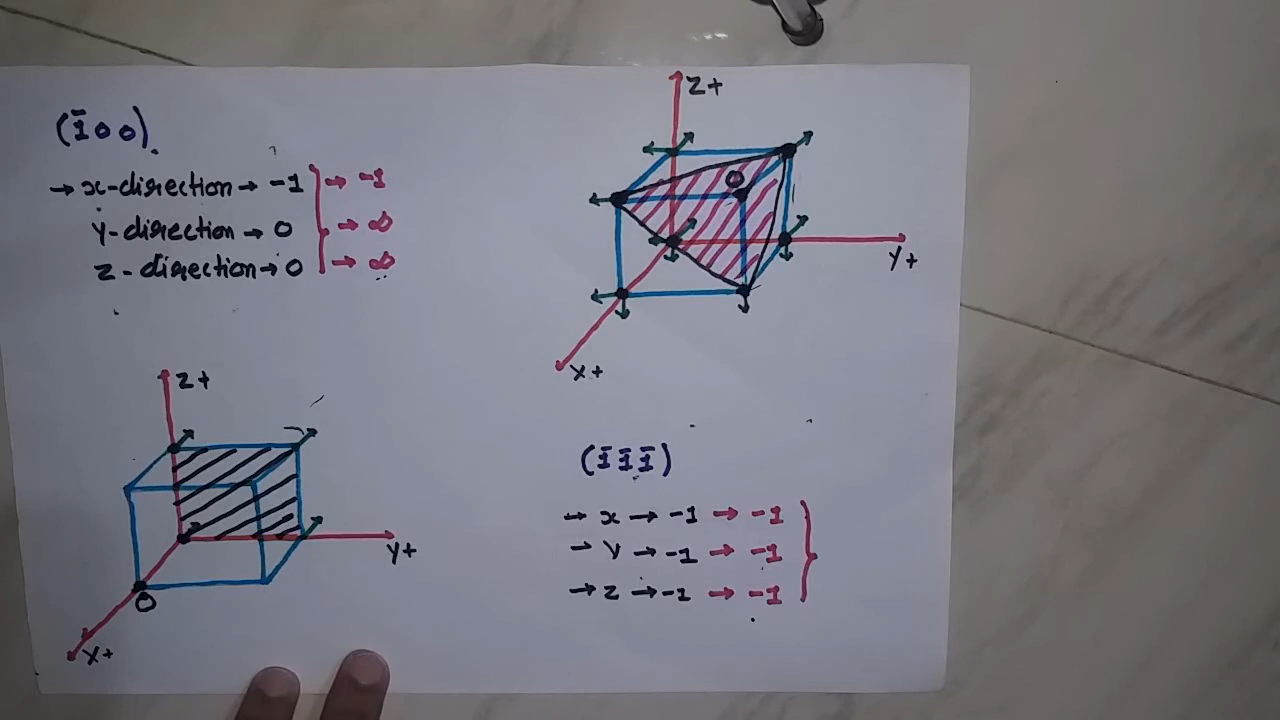 (1̄00).
→ x-direction → -1 → -1
y-direction → 0 → ∞
z-direction → 0 → ∞
Z+
O
Y+
X+
Z+
Y+
O
X+
(1̄1̄1̄)
→ x → -1 → -1
→ y → -1 → -1
→ z → -1 → -1